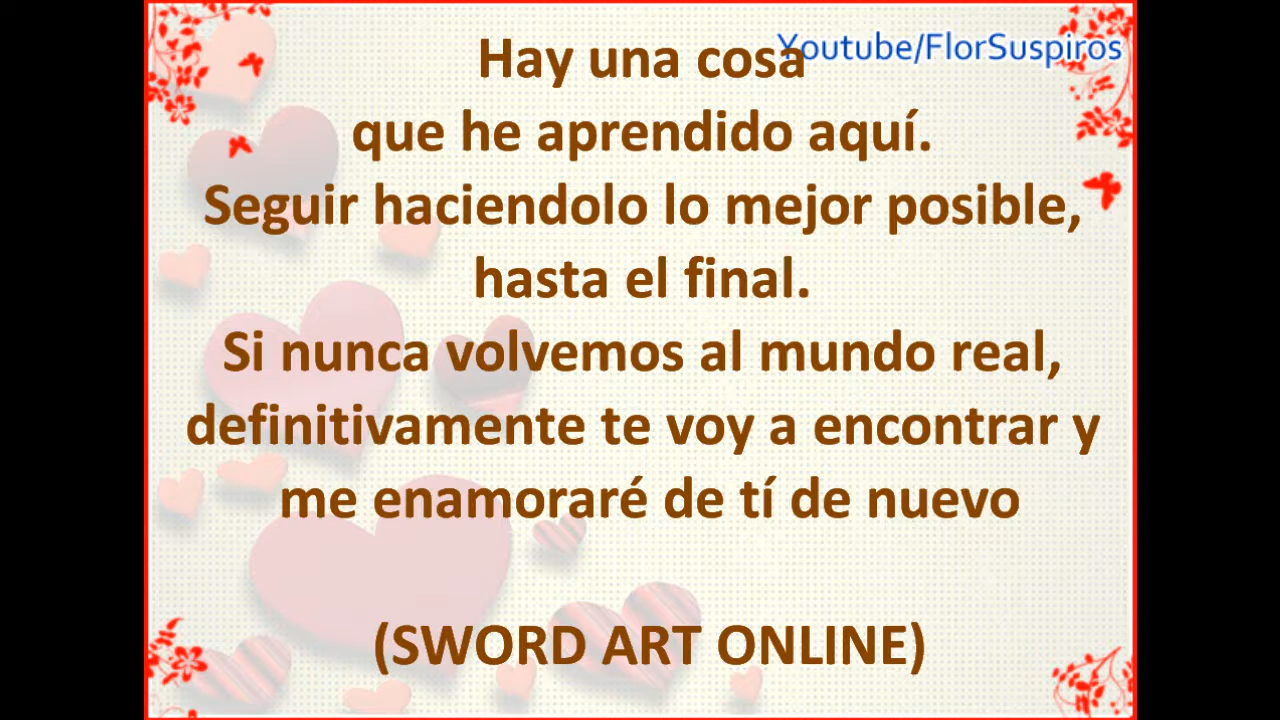 Youtube/FlorSuspiros
Hay una cosa
que he aprendido aquí.
Seguir haciendolo lo mejor posible,
hasta el final.
Si nunca volvemos al mundo real,
definitivamente te voy a encontrar y
me enamoraré de tí de nuevo
(SWORD ART ONLINE)